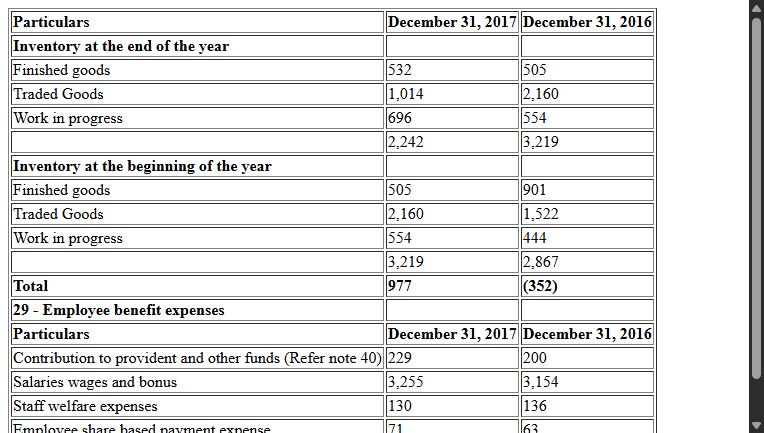 Particulars December 31, 2017 December 31, 2016
Inventory at the end of the year
Finished goods 532 505
Traded Goods 1,014 2,160
Work in progress 696 554
2,242 3,219
Inventory at the beginning of the year
Finished goods 505 901
Traded Goods 2,160 1,522
Work in progress 554 444
3,219 2,867
Total 977 (352)
29 - Employee benefit expenses
Particulars December 31, 2017 December 31, 2016
Contribution to provident and other funds (Refer note 40) 229 200
Salaries wages and bonus 3,255 3,154
Staff welfare expenses 130 136
Employee share based payment expense 71 63